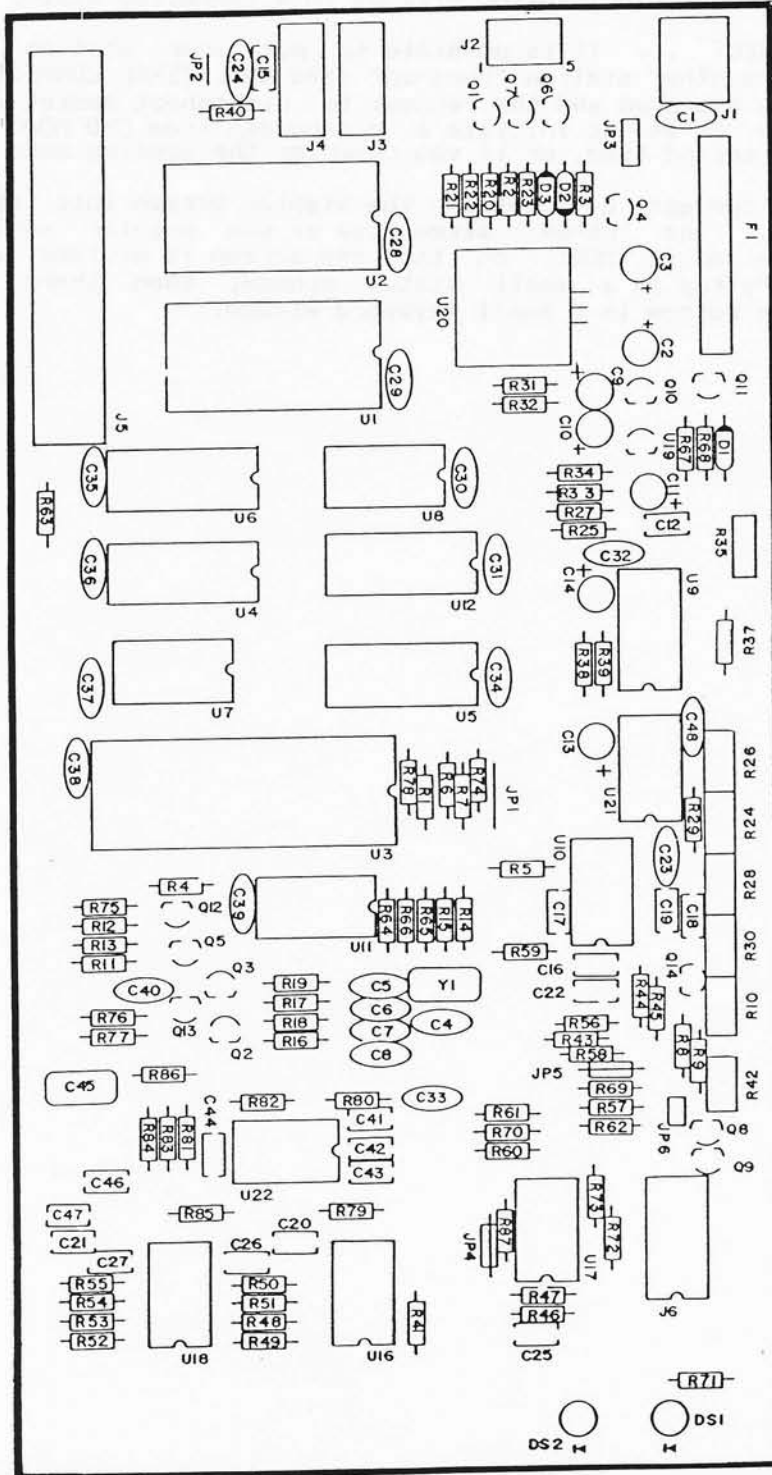 J2
J1
JP2
C24
C15
R40
J4
J3
1
5
Q1
Q7
Q6
C1
JP3
R21
R22
R20
R2
R23
D3
D2
R3
Q4
F1
C28
U2
U20
C3
+
+
C2
C29
U1
R31
R32
+
C9
C10
+
Q10
Q11
J5
C35
U6
U8
C30
U19
R67
R68
D1
R63
R34
R33
R27
R25
C11
+
C12
R35
C36
U4
U12
C31
C32
+
C14
U9
C37
U7
U5
C34
R38
R39
R37
C38
U3
R78
R1
R6
R7
R74
JP1
C13
+
U21
C48
R26
R29
R24
R4
C39
U11
R5
U10
C23
R28
R75
R12
R13
R11
Q12
Q5
R64
R66
R65
R15
R14
C17
C19
C18
Q3
R59
C16
C22
Q14
R30
C40
R19
R17
R18
R16
C5
C6
C7
C8
Y1
C4
R44
R45
R10
R76
R77
Q13
Q2
R56
R43
R58
R8
R9
C45
R86
JP5
R69
R57
R62
R42
R82
R80
C33
C44
C41
C42
C43
R61
R70
R60
JP6
Q8
Q9
R84
R83
R81
U22
C46
C47
C21
R85
R79
C20
R87
JP4
R73
R72
U17
C27
C26
R55
R54
R53
R52
U18
R50
R51
R48
R49
U16
R41
R47
R46
C25
J6
R71
DS2
DS1